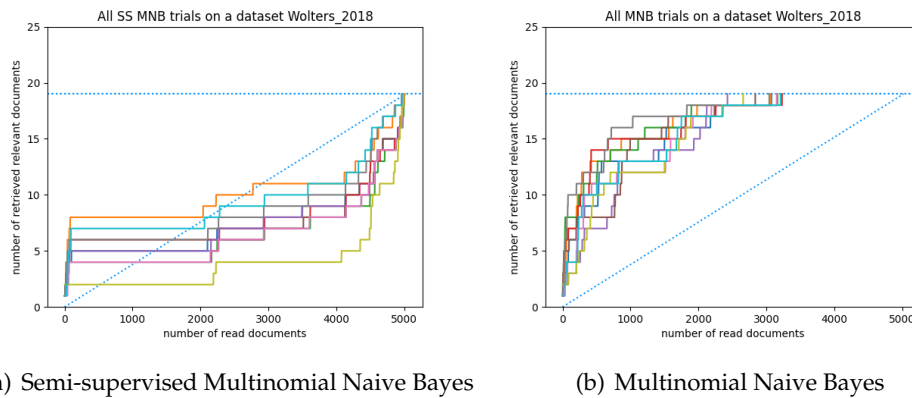 All SS MNB trials on a dataset Wolters_2018
25
20
15
10
5
0
number of retrieved relevant documents
0 1000 2000 3000 4000 5000
number of read documents
All MNB trials on a dataset Wolters_2018
25
20
15
10
5
0
number of retrieved relevant documents
0 1000 2000 3000 4000 5000
number of read documents
) Semi-supervised Multinomial Naive Bayes
(b) Multinomial Naive Bayes